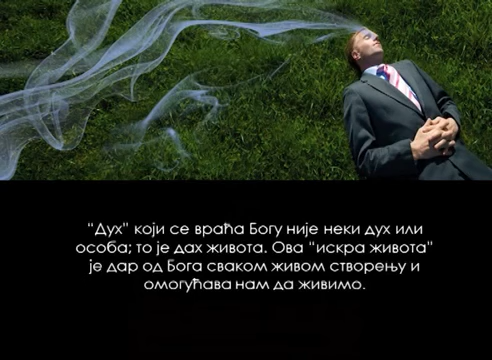 “Дух” који се враћа Богу није неки дух или
особа; то је дах живота. Ова “искра живота”
је дар од Бога сваком живом створењу и
омогућава нам да живимо.